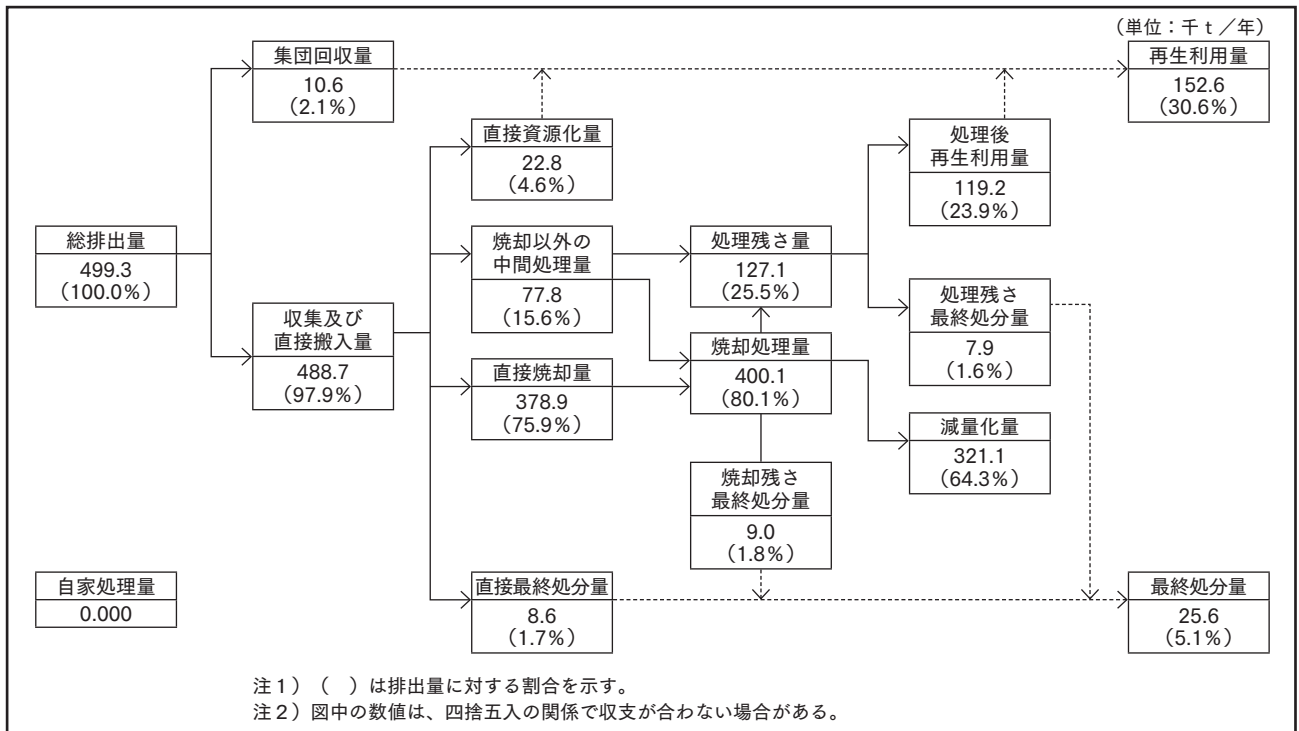 （単位：千ｔ／年）
集団回収量
10.6
（2.1%）
再生利用量
152.6
（30.6%）
直接資源化量
22.8
（4.6%）
処理後
再生利用量
119.2
（23.9%）
総排出量
499.3
（100.0%）
焼却以外の
中間処理量
77.8
（15.6%）
処理残さ量
127.1
（25.5%）
収集及び
直接搬入量
488.7
（97.9%）
処理残さ
最終処分量
7.9
（1.6%）
直接焼却量
378.9
（75.9%）
焼却処理量
400.1
（80.1%）
減量化量
321.1
（64.3%）
焼却残さ
最終処分量
9.0
（1.8%）
自家処理量
0.000
直接最終処分量
8.6
（1.7%）
最終処分量
25.6
（5.1%）
注１）（　）は排出量に対する割合を示す。
注２）図中の数値は、四捨五入の関係で収支が合わない場合がある。